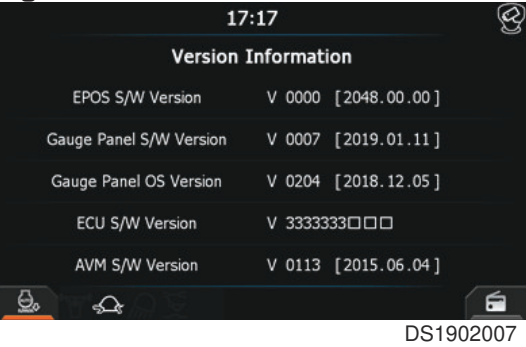 17:17
Version Information
EPOS S/W Version V 0000 [2048.00.00]
Gauge Panel S/W Version V 0007 [2019.01.11]
Gauge Panel OS Version V 0204 [2018.12.05]
ECU S/W Version V 3333333□□□
AVM S/W Version V 0113 [2015.06.04]
DS1902007